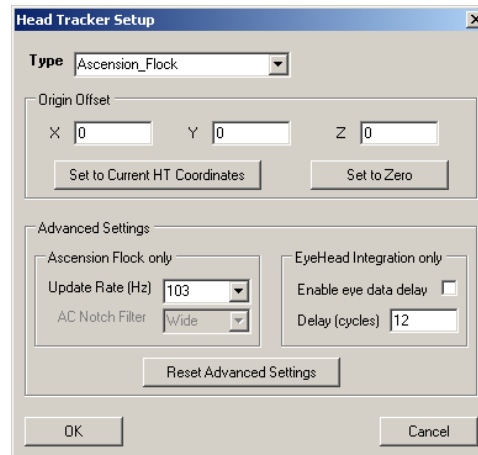 Head Tracker Setup
Type Ascension_Flock
Origin Offset
X 0 Y 0 Z 0
Set to Current HT Coordinates Set to Zero
Advanced Settings
Ascension Flock only EyeHead Integration only
Update Rate (Hz) 103 Enable eye data delay
AC Notch Filter Wide Delay (cycles) 12
Reset Advanced Settings
OK Cancel